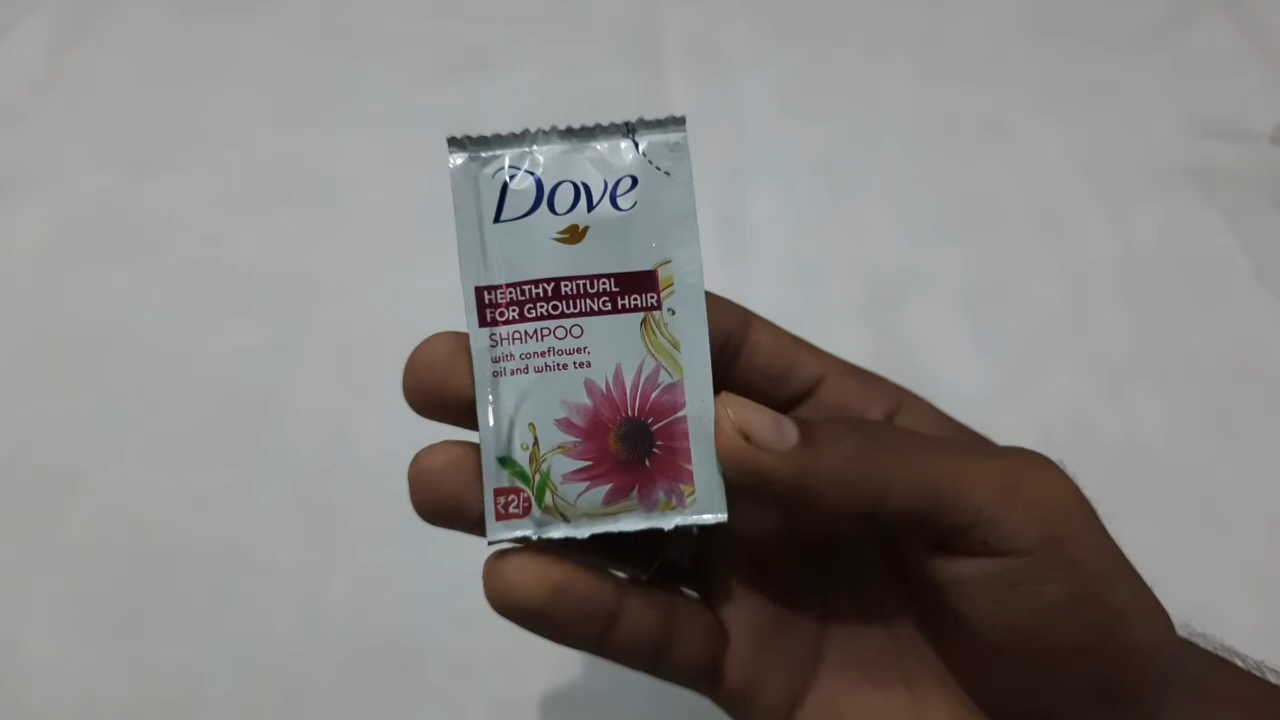 Dove
HEALTHY RITUAL
FOR GROWING HAIR
SHAMPOO
with coneflower,
oil and white tea
₹2/-